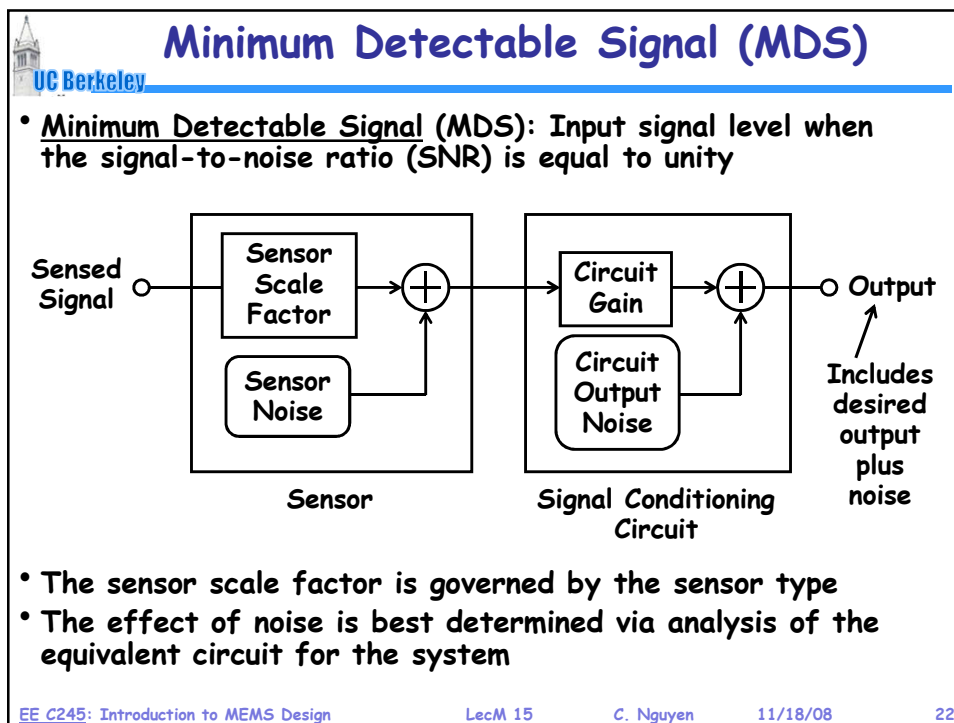 Minimum Detectable Signal (MDS)
UC Berkeley
• Minimum Detectable Signal (MDS): Input signal level when
the signal-to-noise ratio (SNR) is equal to unity
Sensed
Signal
Sensor
Scale
Factor
Sensor
Noise
Sensor
Circuit
Gain
Circuit
Output
Noise
Signal Conditioning
Circuit
Output
Includes
desired
output
plus
noise
• The sensor scale factor is governed by the sensor type
• The effect of noise is best determined via analysis of the
equivalent circuit for the system
EE C245: Introduction to MEMS Design LecM 15 C. Nguyen 11/18/08 22